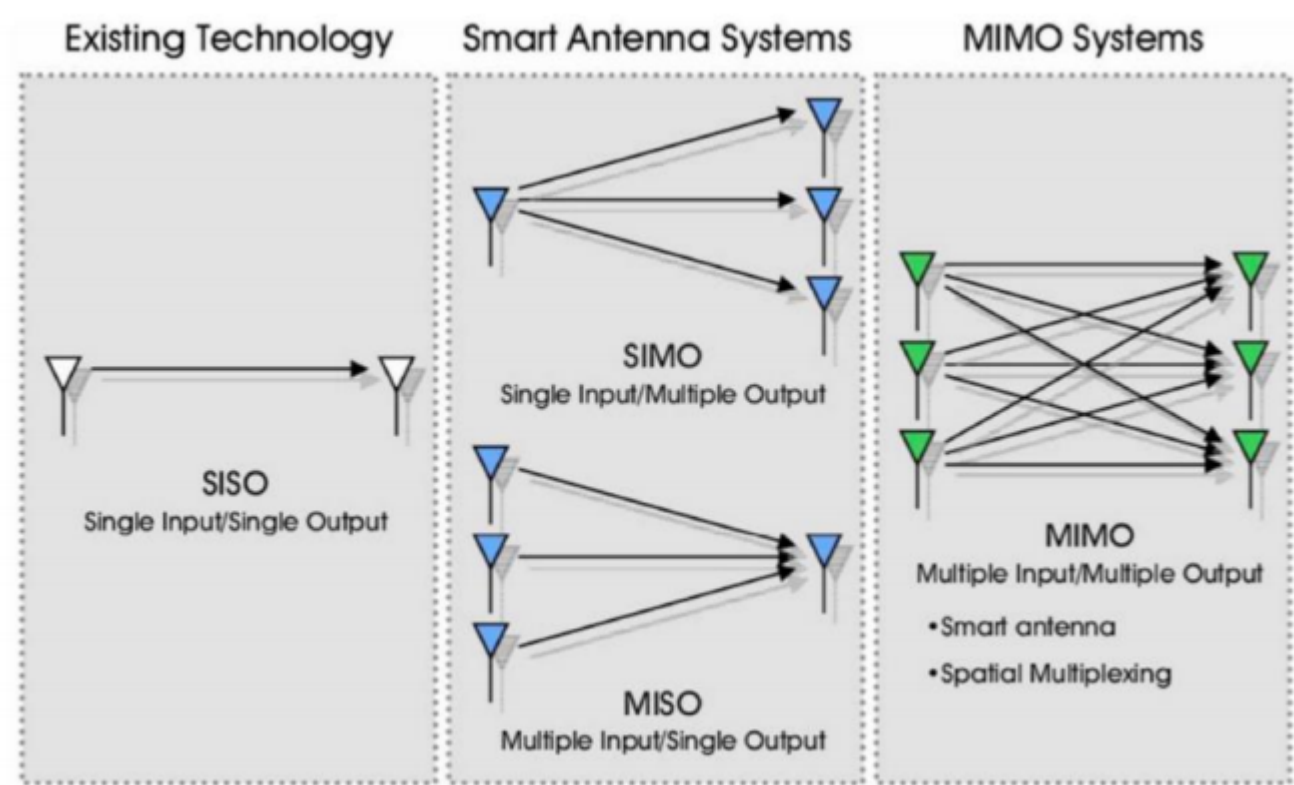 Existing Technology
Smart Antenna Systems
MIMO Systems
SISO
Single Input/Single Output
SIMO
Single Input/Multiple Output
MISO
Multiple Input/Single Output
MIMO
Multiple Input/Multiple Output
•Smart antenna
•Spatial Multiplexing